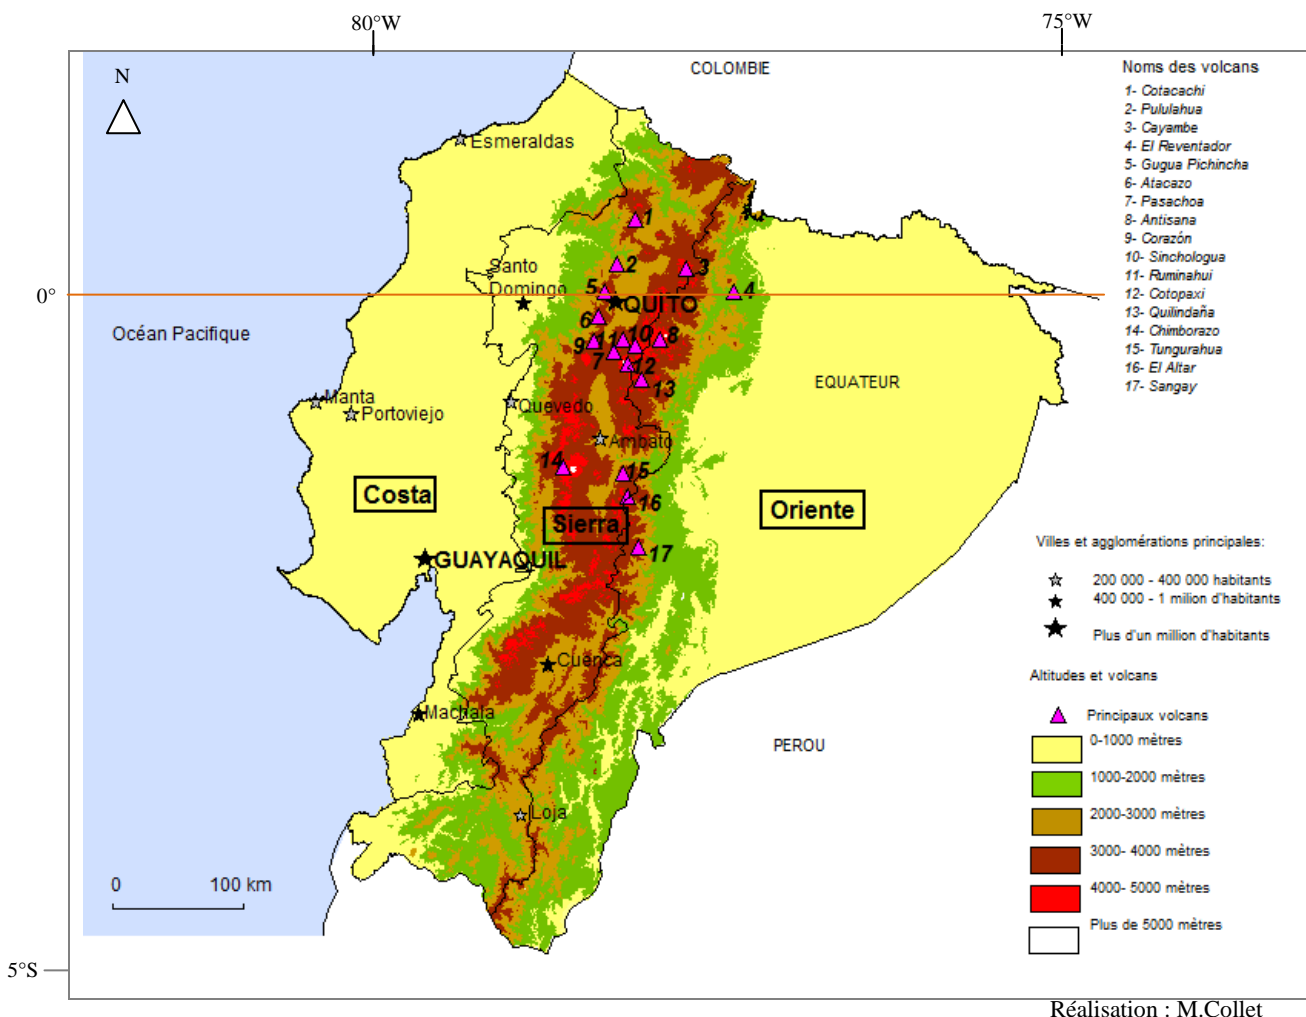 80°W
75°W
N
COLOMBIE
Noms des volcans
1- Cotacachi
2- Pululahua
3- Cayambe
4- El Reventador
5- Gugua Pichincha
6- Atacazo
7- Pasachoa
8- Antisana
9- Corazón
10- Sinchologua
11- Ruminahui
12- Cotopaxi
13- Quilindaña
14- Chimborazo
15- Tungurahua
16- El Altar
17- Sangay
Esmeraldas
1
2
3
Santo
Domingo
5
4
0°
QUITO
Océan Pacifique
6
9
11
10
8
7
12
13
EQUATEUR
Manta
Portoviejo
Quevedo
Ambato
14
15
16
Costa
Sierra
Oriente
17
GUAYAQUIL
Villes et agglomérations principales:
200 000 - 400 000 habitants
400 000 - 1 milion d'habitants
Plus d'un million d'habitants
Cuenca
Altitudes et volcans
Machala
Principaux volcans
0-1000 mètres
PEROU
1000-2000 mètres
Loja
2000-3000 mètres
3000- 4000 mètres
0 100 km
4000- 5000 mètres
Plus de 5000 mètres
5°S
Réalisation : M.Collet